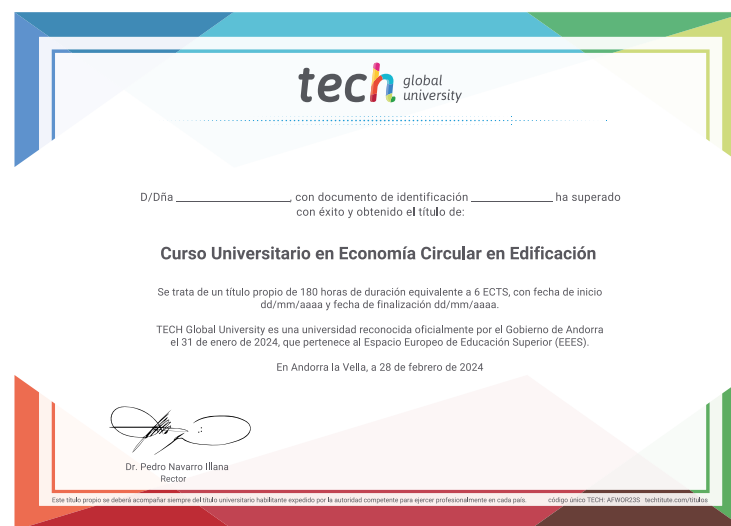 tech global
university
D/Dña ____________________, con documento de identificación ______________ ha superado
con éxito y obtenido el título de:
Curso Universitario en Economía Circular en Edificación
Se trata de un título propio de 180 horas de duración equivalente a 6 ECTS, con fecha de inicio
dd/mm/aaaa y fecha de finalización dd/mm/aaaa.
TECH Global University es una universidad reconocida oficialmente por el Gobierno de Andorra
el 31 de enero de 2024, que pertenece al Espacio Europeo de Educación Superior (EEES).
En Andorra la Vella, a 28 de febrero de 2024
Dr. Pedro Navarro Illana
Rector
Este título propio se deberá acompañar siempre del título universitario habilitante expedido por la autoridad competente para ejercer profesionalmente en cada país. código único TECH: AFWOR23S techtitute.com/titulos